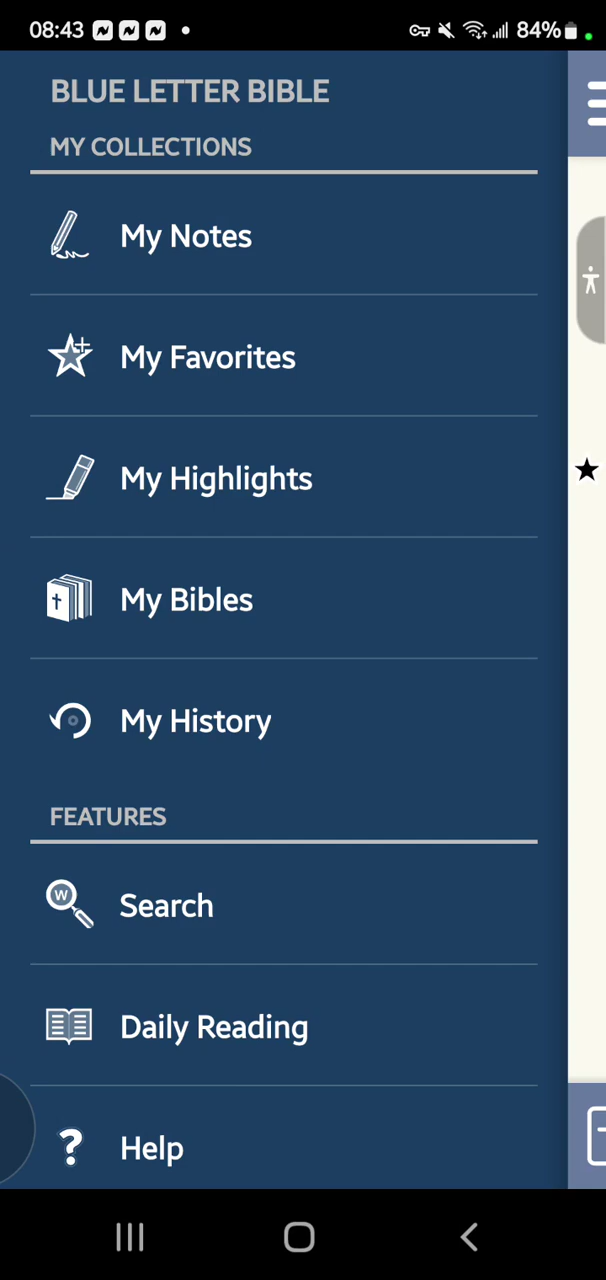 08:43
84%
BLUE LETTER BIBLE
MY COLLECTIONS
My Notes
My Favorites
My Highlights
My Bibles
My History
FEATURES
W
Search
Daily Reading
? Help